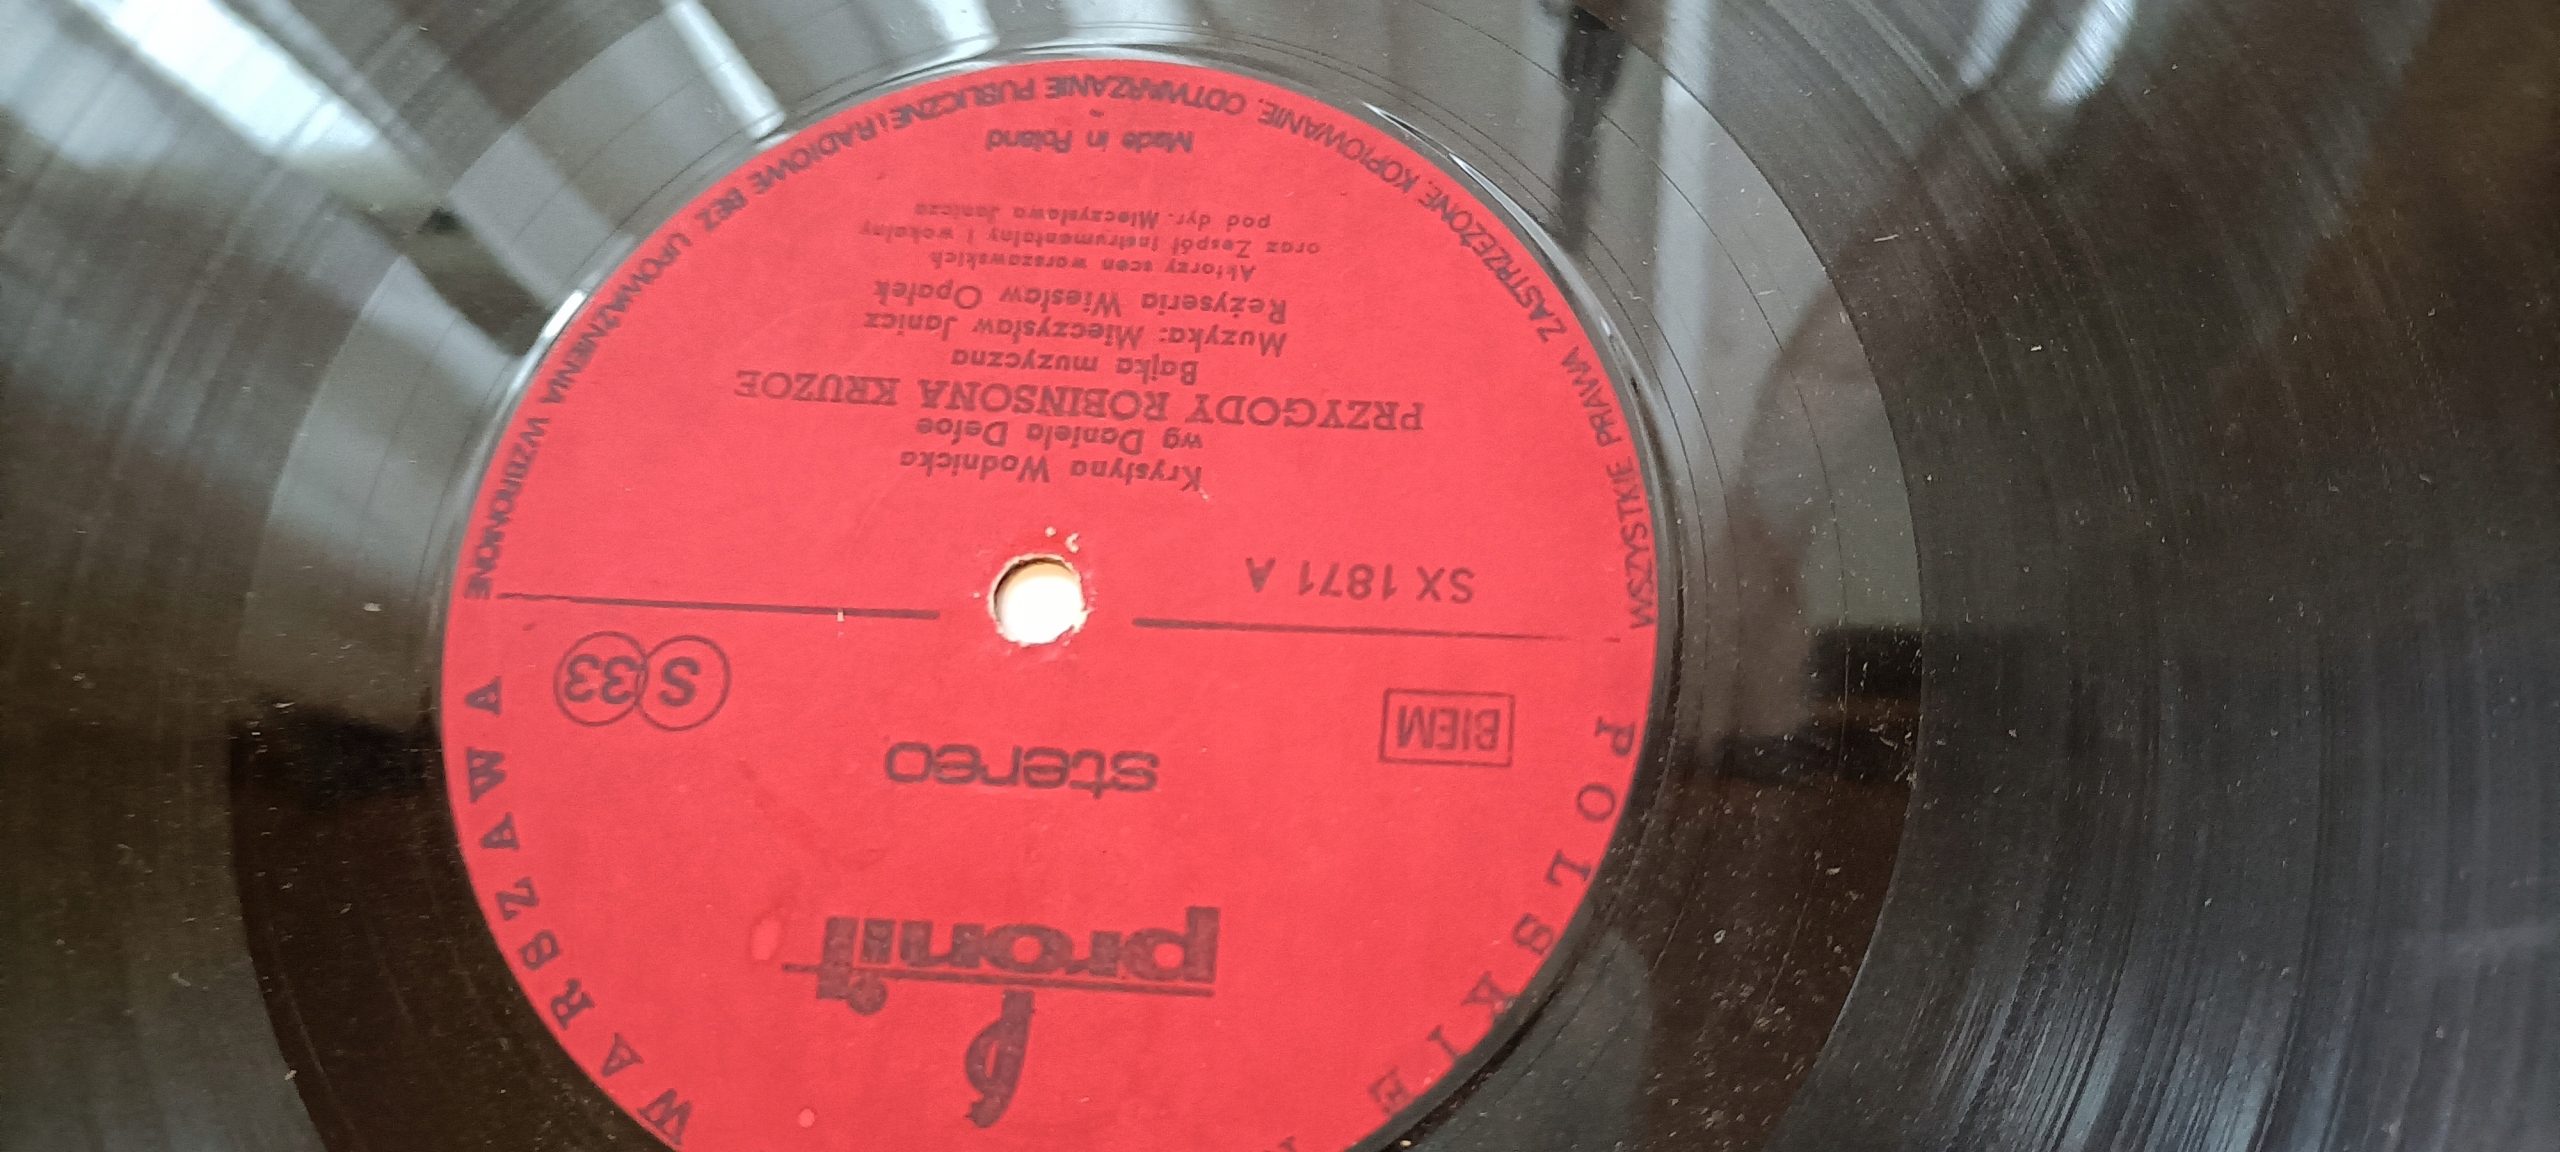 POLSKIE
WARSZAWA
pronit
stereo
BIEM
S 33
SX 1871 A
Krystyna Wodnicka
wg Daniela Defoe
PRZYGODY ROBINSONA KRUZOE
Bajka muzyczna
Muzyka: Mieczysław Janicz
Reżyseria Wiesław Opałek
Aktorzy scen warszawskich
oraz Zespół instrumentalny i wokalny
pod dyr. Mieczysława Janicza
Made in Poland
WSZYSTKIE PRAWA ZASTRZEŻONE, KOPIOWANIE, ODTWARZANIE PUBLICZNE I RADIOWE BEZ UPOWAŻNIENIA WZBRONIONE